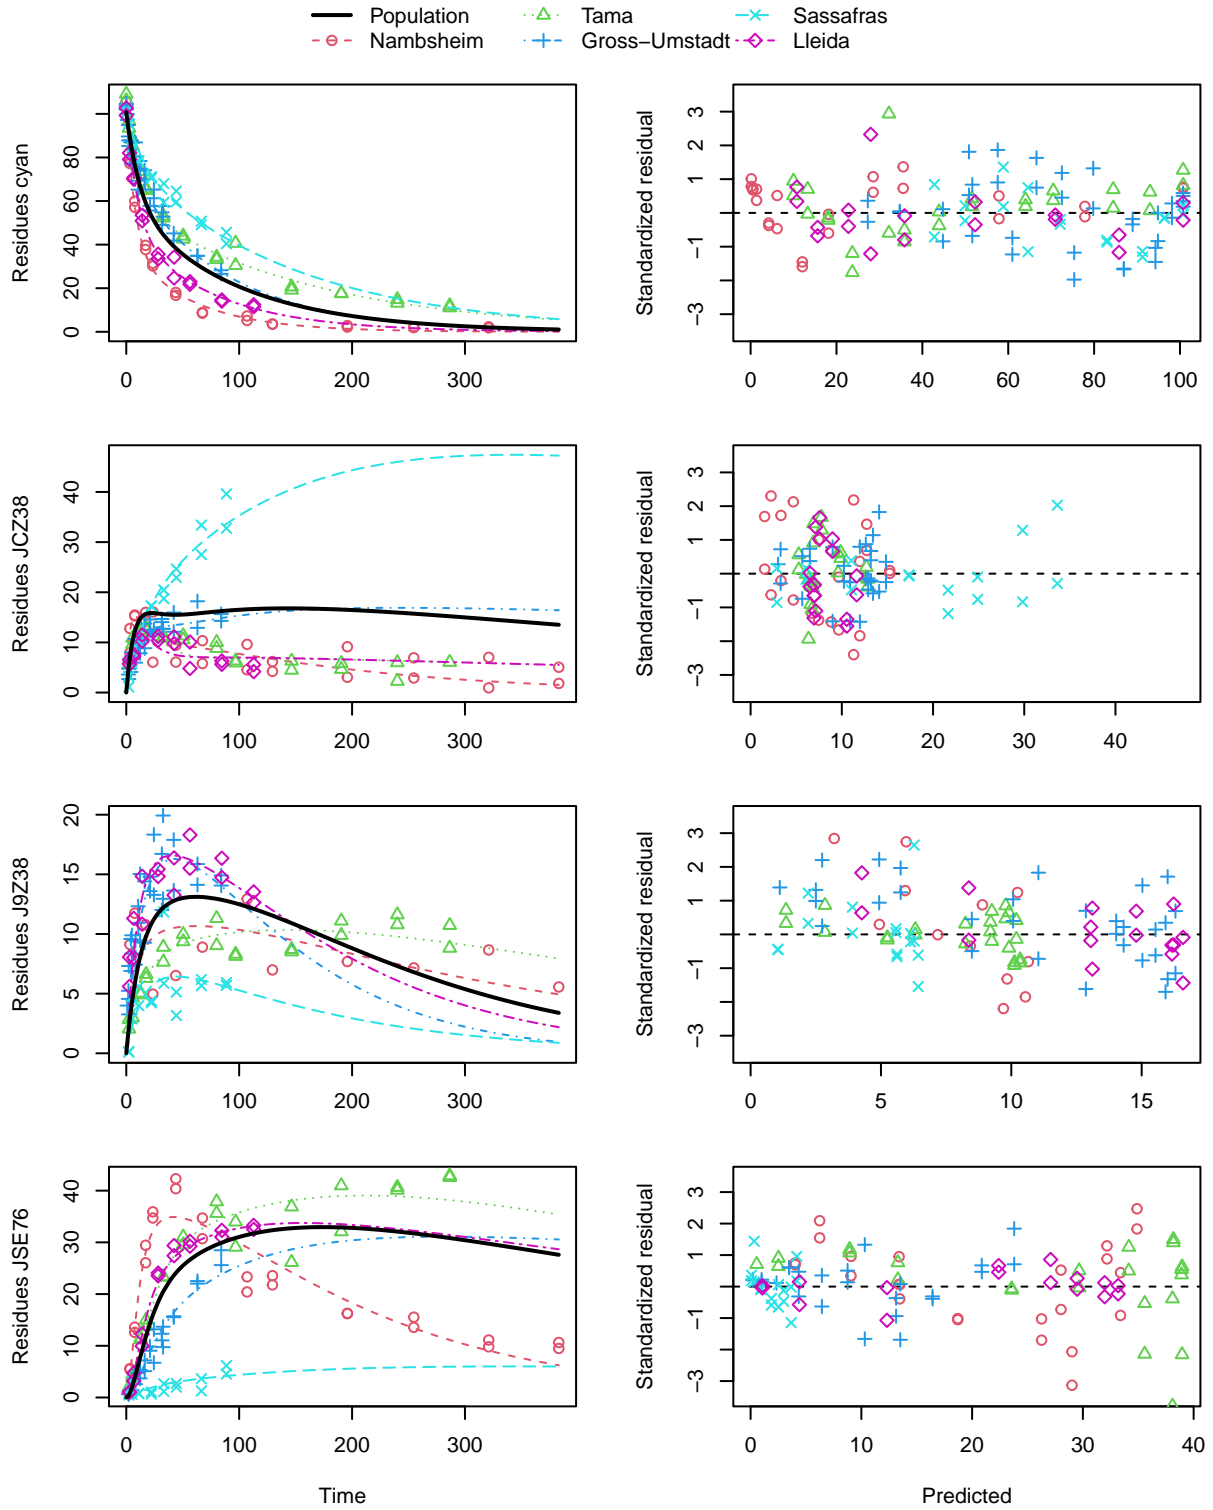 Population Tama Sassafras
Nambsheim Gross−Umstadt Lleida
Residues cyan
0 20 40 60 80
0 100 200 300
Standardized residual
−3 −1 1 2 3
0 20 40 60 80 100
Residues JCZ38
0 10 20 30 40
0 100 200 300
Standardized residual
−3 −1 1 2 3
0 10 20 30 40
Residues J9Z38
0 5 10 15 20
0 100 200 300
Standardized residual
−3 −1 1 2 3
0 5 10 15
Residues JSE76
0 10 20 30 40
0 100 200 300
Time
Standardized residual
−3 −1 1 2 3
0 10 20 30 40
Predicted